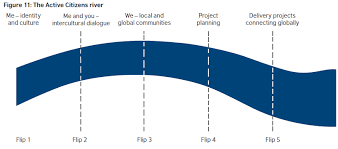 Figure 11: The Active Citizens river
Me – identity and culture
Me and you – intercultural dialogue
We – local and global communities
Project planning
Delivery projects connecting globally
Flip 1
Flip 2
Flip 3
Flip 4
Flip 5